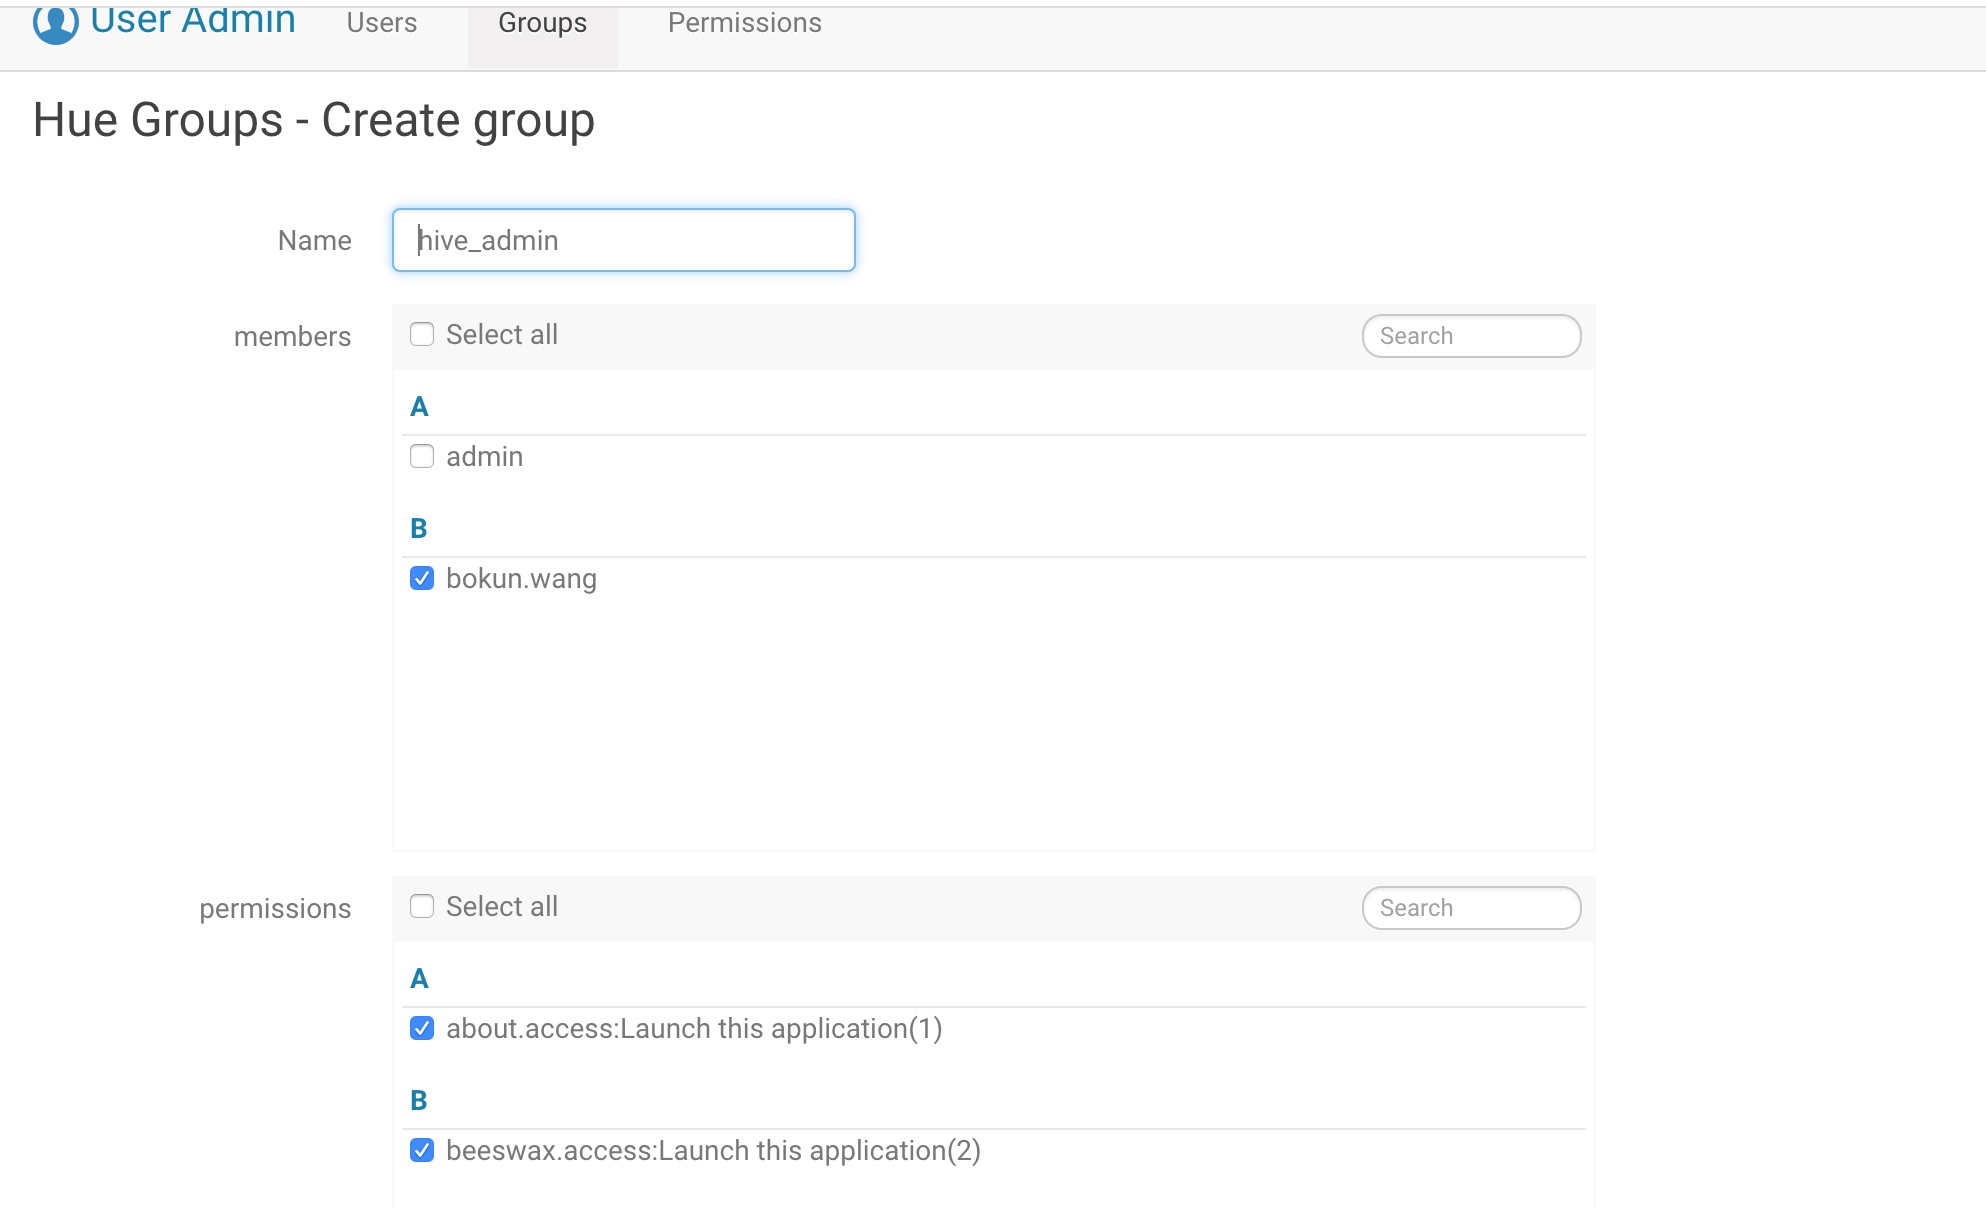 User Admin Users Groups Permissions
Hue Groups - Create group
Name hive_admin
members Select all Search
A
admin
B
bokun.wang
permissions Select all Search
A
about.access:Launch this application(1)
B
beeswax.access:Launch this application(2)